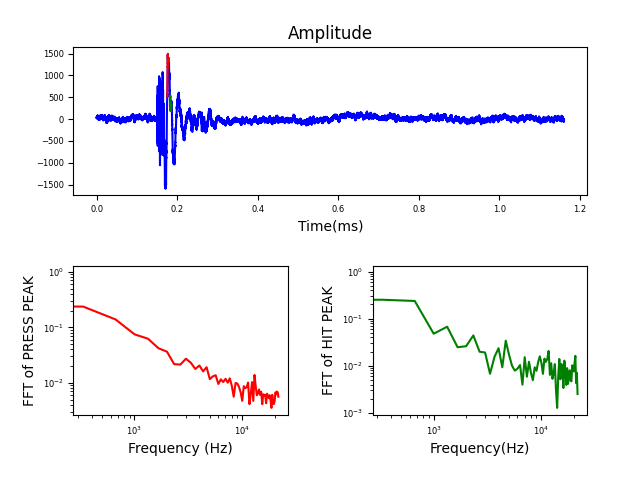 Amplitude
1500
1000
500
0
−500
−1000
−1500
0.0 0.2 0.4 0.6 0.8 1.0 1.2
Time(ms)
FFT of PRESS PEAK
10⁰
10⁻¹
10⁻²
10³ 10⁴
Frequency (Hz)
FFT of HIT PEAK
10⁰
10⁻¹
10⁻²
10⁻³
10³ 10⁴
Frequency(Hz)